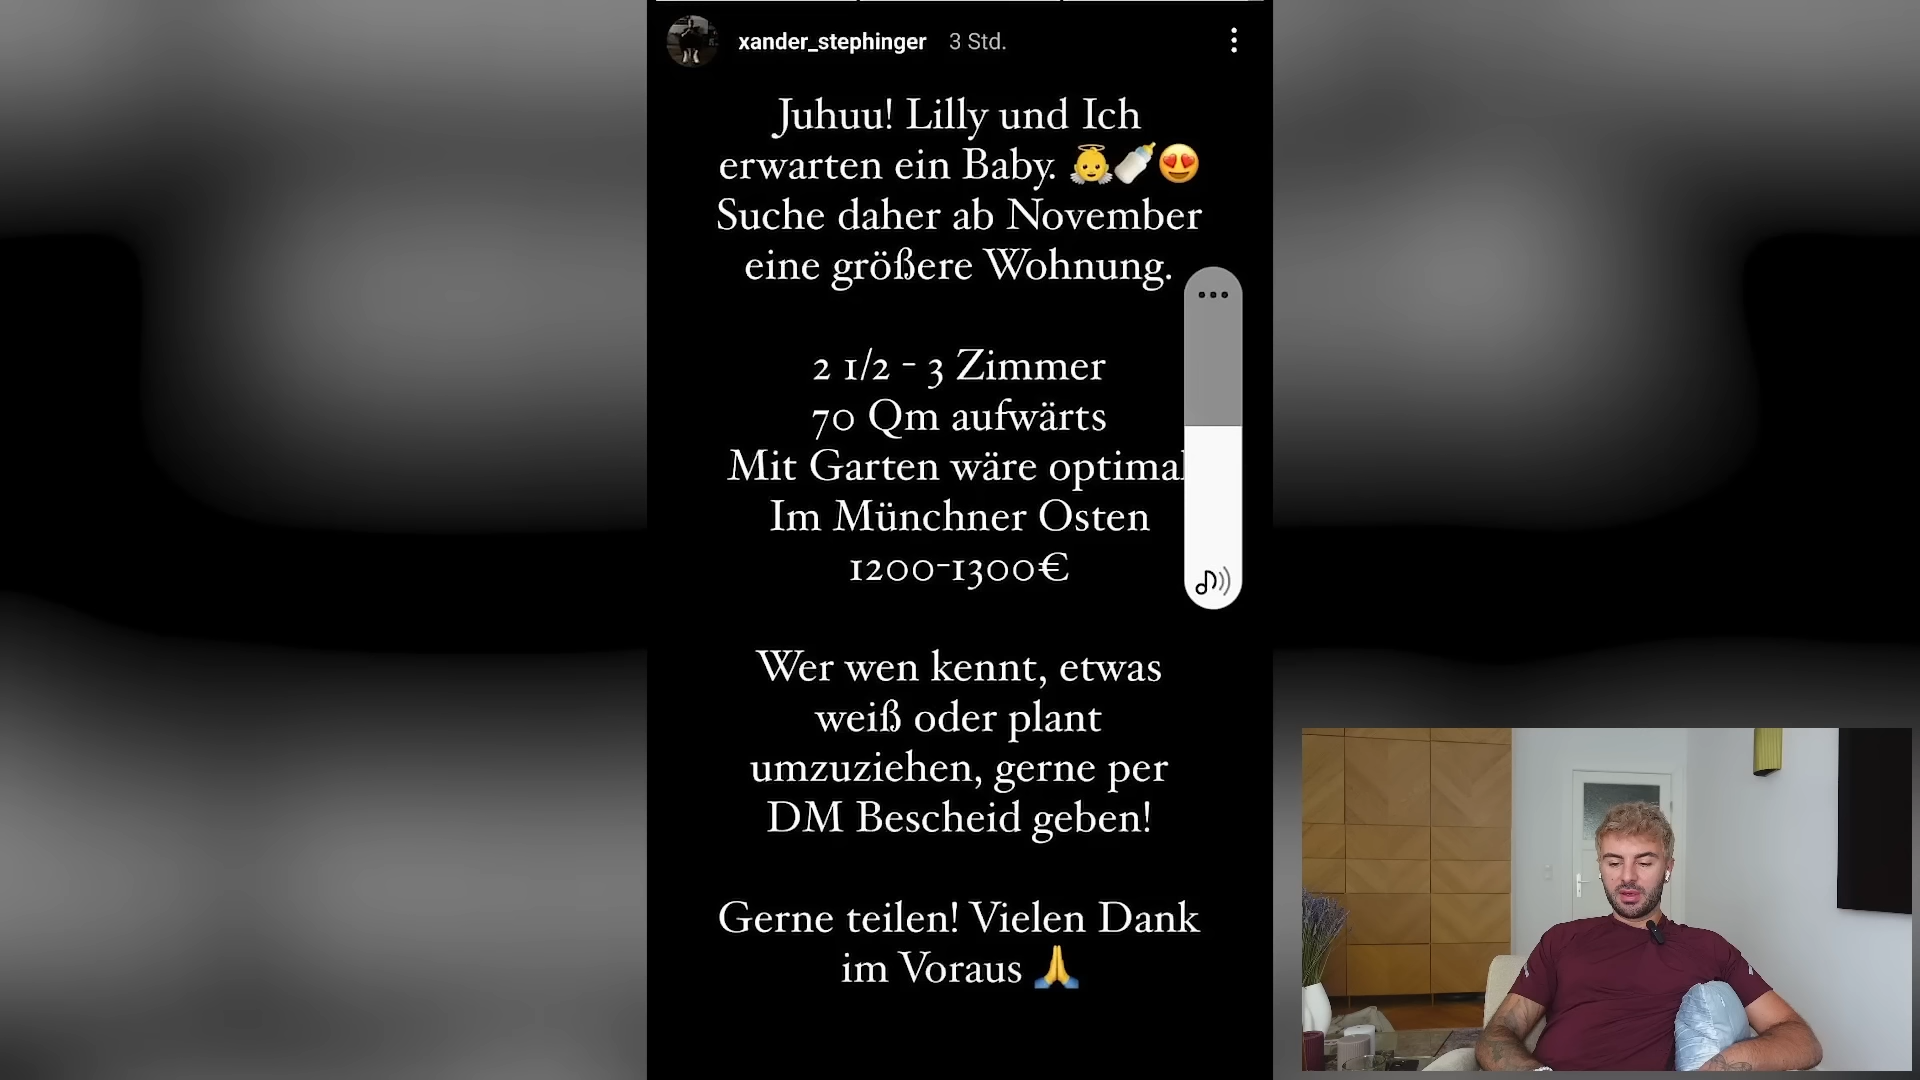 xander_stephinger 3 Std.
Juhuu! Lilly und Ich
erwarten ein Baby. 👼🍼😍
Suche daher ab November
eine größere Wohnung.
2 1/2 - 3 Zimmer
70 Qm aufwärts
Mit Garten wäre optimal
Im Münchner Osten
1200-1300€
Wer wen kennt, etwas
weiß oder plant
umzuziehen, gerne per
DM Bescheid geben!
Gerne teilen! Vielen Dank
im Voraus 🙏